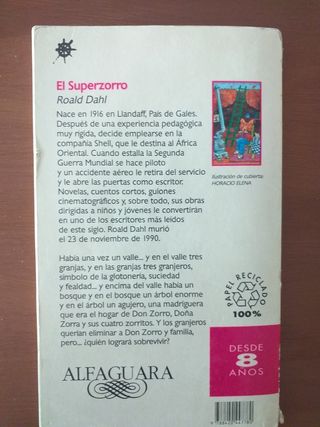 El Superzorro
Roald Dahl
Nace en 1916 en Llandaff, País de Gales.
Después de una experiencia pedagógica
muy rígida, decide emplearse en la
compañía Shell, que le destina al África
Oriental. Cuando estalla la Segunda
Guerra Mundial se hace piloto
y un accidente aéreo le retira del servicio
y le abre las puertas como escritor.
Novelas, cuentos cortos, guiones
cinematográficos y, sobre todo, sus obras
dirigidas a niños y jóvenes le convertirán
en uno de los escritores más leídos
de este siglo. Roald Dahl murió
el 23 de noviembre de 1990.
Ilustración de cubierta:
HORACIO ELENA
Había una vez un valle... y en el valle tres
granjas, y en las granjas tres granjeros,
símbolo de la glotonería, suciedad
y fealdad... y encima del valle había un
bosque y en el bosque un árbol enorme
y en el árbol un agujero, una madriguera
que era el hogar de Don Zorro, Doña
Zorra y sus cuatro zorritos. Y los granjeros
querían eliminar a Don Zorro y familia,
pero... ¿quién logrará sobrevivir?
PAPEL RECICLADO
100%
DESDE
8
AÑOS
ALFAGUARA